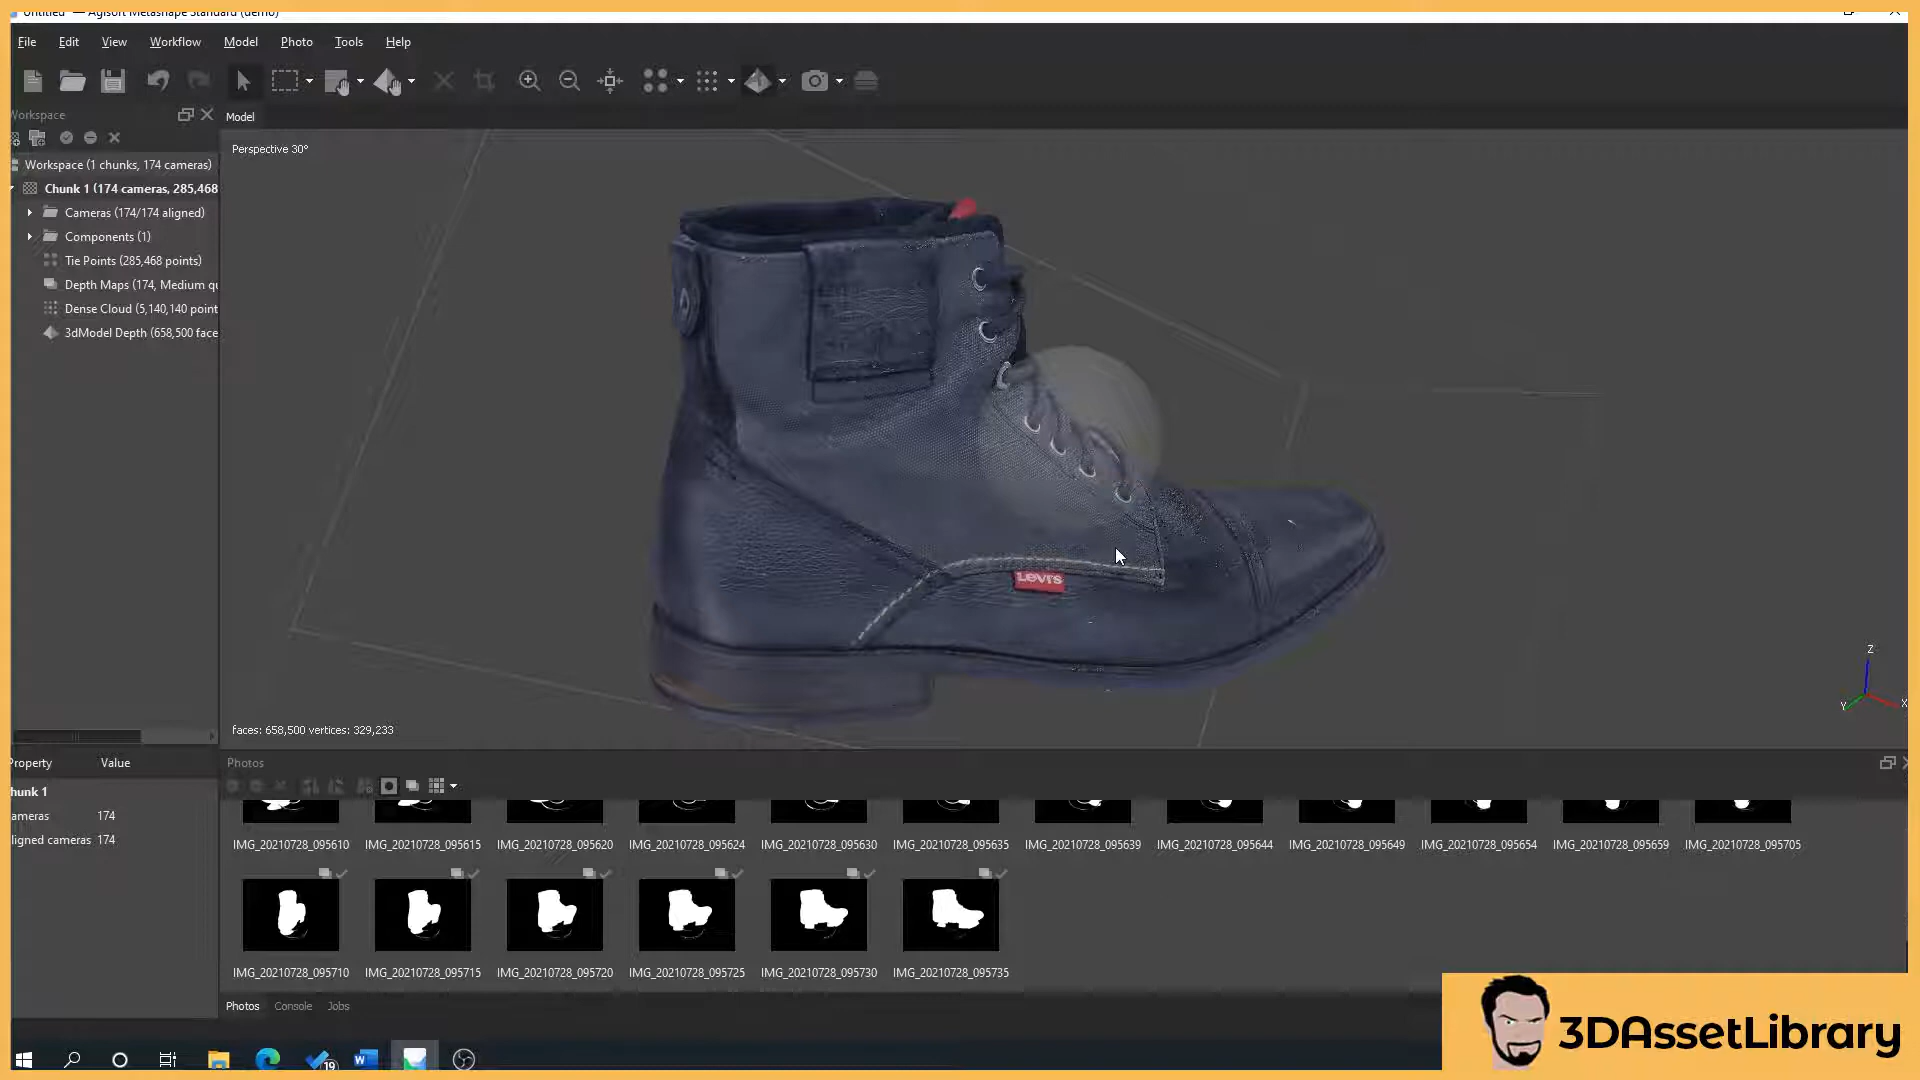 Untitled — Agisoft Metashape Standard (demo)
File Edit View Workflow Model Photo Tools Help
Workspace
Model
Perspective 30°
Workspace (1 chunks, 174 cameras)
Chunk 1 (174 cameras, 285,468
Cameras (174/174 aligned)
Components (1)
Tie Points (285,468 points)
Depth Maps (174, Medium qu
Dense Cloud (5,140,140 point
3dModel Depth (658,500 face
Levi's
Z
Y X
faces: 658,500 vertices: 329,233
Property Value
hunk 1
ameras 174
ligned cameras 174
Photos
IMG_20210728_095610 IMG_20210728_095615 IMG_20210728_095620 IMG_20210728_095624 IMG_20210728_095630 IMG_20210728_095635 IMG_20210728_095639 IMG_20210728_095644 IMG_20210728_095649 IMG_20210728_095654 IMG_20210728_095659 IMG_20210728_095705
IMG_20210728_095710 IMG_20210728_095715 IMG_20210728_095720 IMG_20210728_095725 IMG_20210728_095730 IMG_20210728_095735
Photos Console Jobs
3DAssetLibrary
19
W